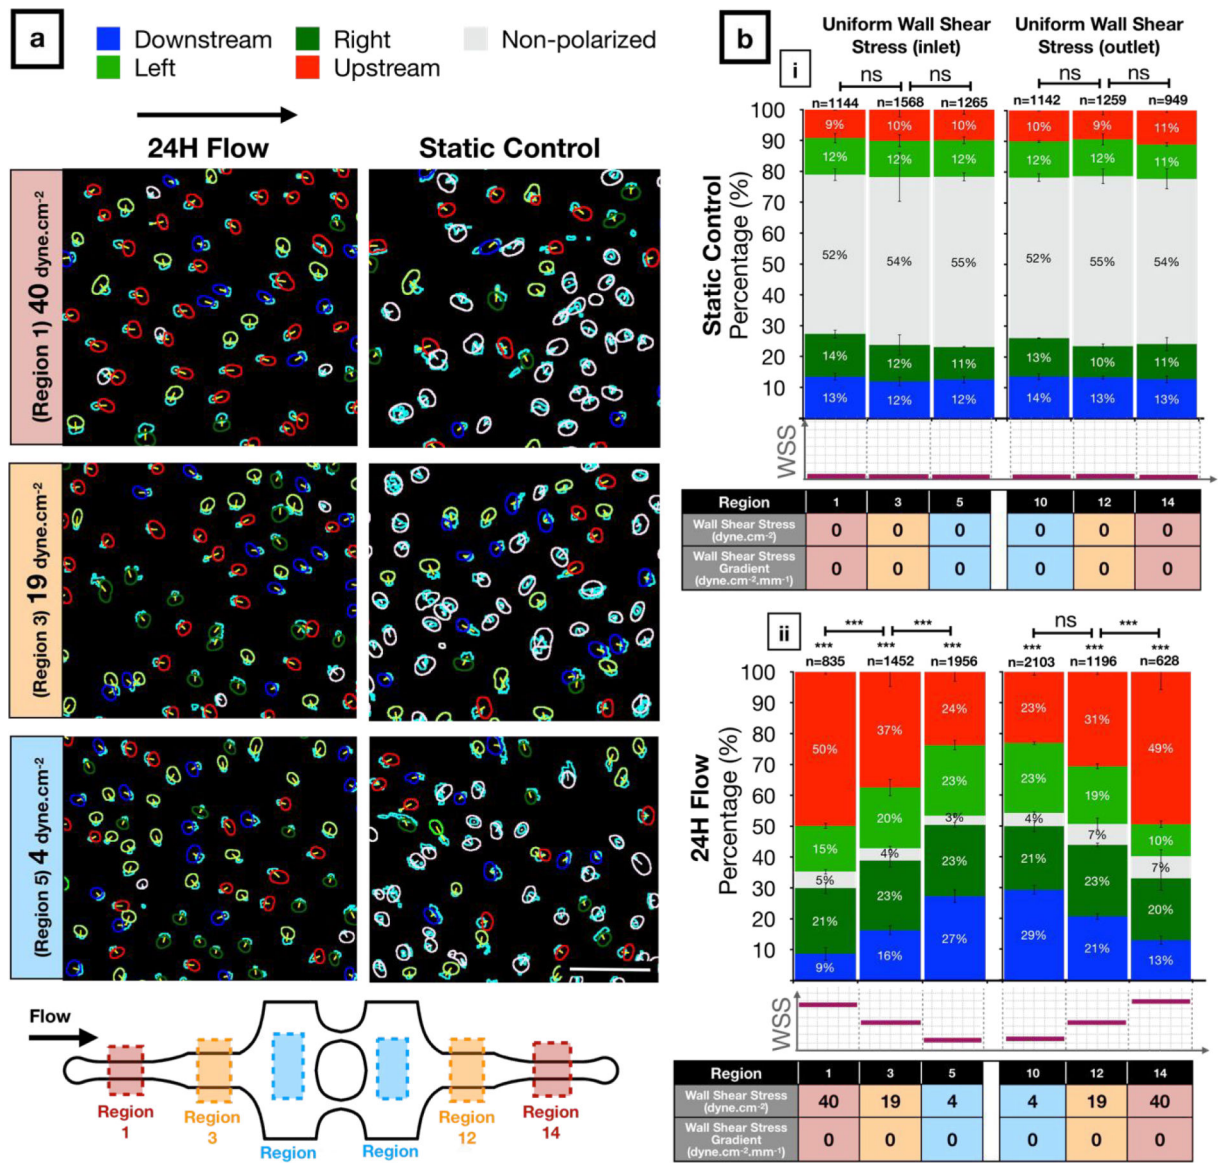 a
Downstream
Right
Non-polarized
Left
Upstream
24H Flow
Static Control
(Region 1) 40 dyne.cm-2
(Region 3) 19 dyne.cm-2
(Region 5) 4 dyne.cm-2
Flow
Region
1
Region
3
Region
Region
Region
12
Region
14
b
Uniform Wall Shear
Stress (inlet)
Uniform Wall Shear
Stress (outlet)
i
ns
ns
ns
ns
n=1144
n=1568
n=1265
n=1142
n=1259
n=949
Static Control
Percentage (%)
100
90
80
70
60
50
40
30
20
10
9%
10%
10%
10%
9%
11%
12%
12%
12%
12%
12%
11%
52%
54%
55%
52%
55%
54%
14%
12%
11%
13%
10%
11%
13%
12%
12%
14%
13%
13%
WSS
Region 1 3 5 10 12 14
Wall Shear Stress
(dyne.cm-2)
0 0 0 0 0 0
Wall Shear Stress
Gradient
(dyne.cm-2.mm-1)
0 0 0 0 0 0
ii
*** *** ns ***
*** *** *** *** *** ***
n=835
n=1452
n=1956
n=2103
n=1196
n=628
24H Flow
Percentage (%)
100
90
80
70
60
50
40
30
20
10
50%
37%
24%
23%
31%
49%
15%
20%
23%
23%
19%
10%
5%
4%
3%
4%
7%
7%
21%
23%
23%
21%
23%
20%
9%
16%
27%
29%
21%
13%
WSS
Region 1 3 5 10 12 14
Wall Shear Stress
(dyne.cm-2)
40 19 4 4 19 40
Wall Shear Stress
Gradient
(dyne.cm-2.mm-1)
0 0 0 0 0 0